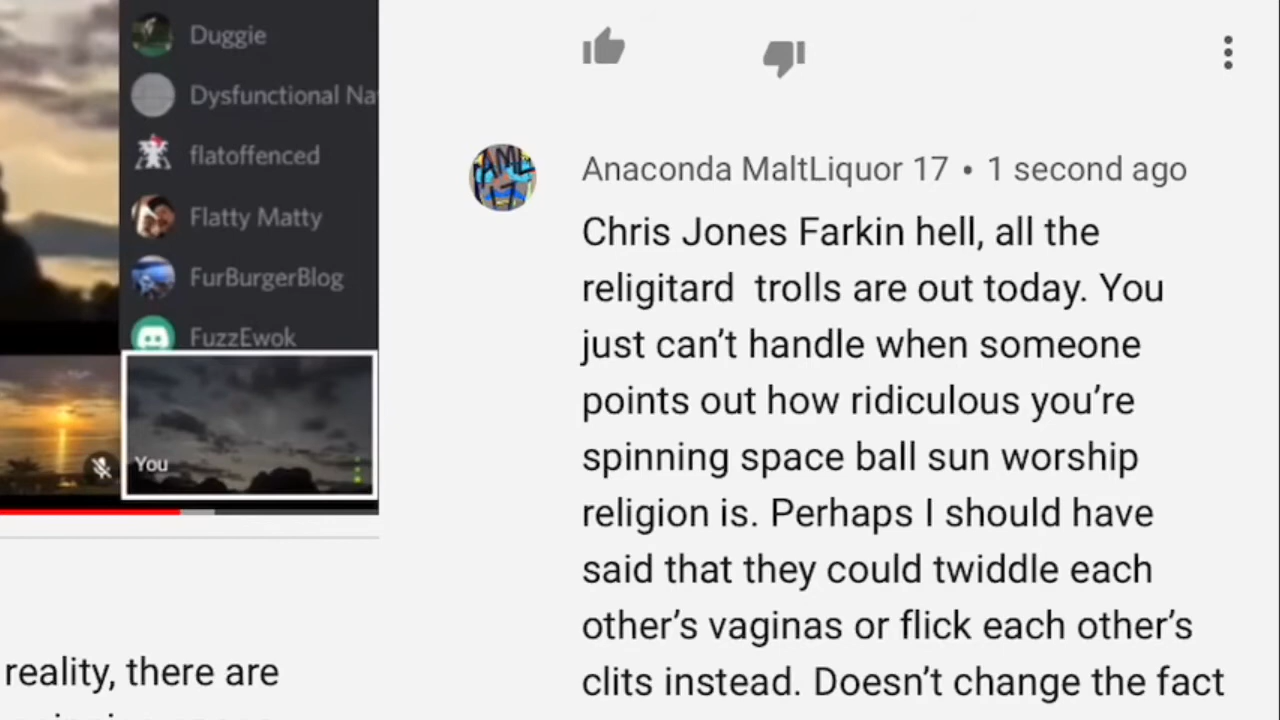 Duggie
Dysfunctional
flatoffenced
Flatty Matty
FurBurgerBlog
FuzzEwok
You
reality, there are
Anaconda MaltLiquor 17 • 1 second ago
Chris Jones Farkin hell, all the
religitard trolls are out today. You
just can’t handle when someone
points out how ridiculous you’re
spinning space ball sun worship
religion is. Perhaps I should have
said that they could twiddle each
other’s vaginas or flick each other’s
clits instead. Doesn’t change the fact